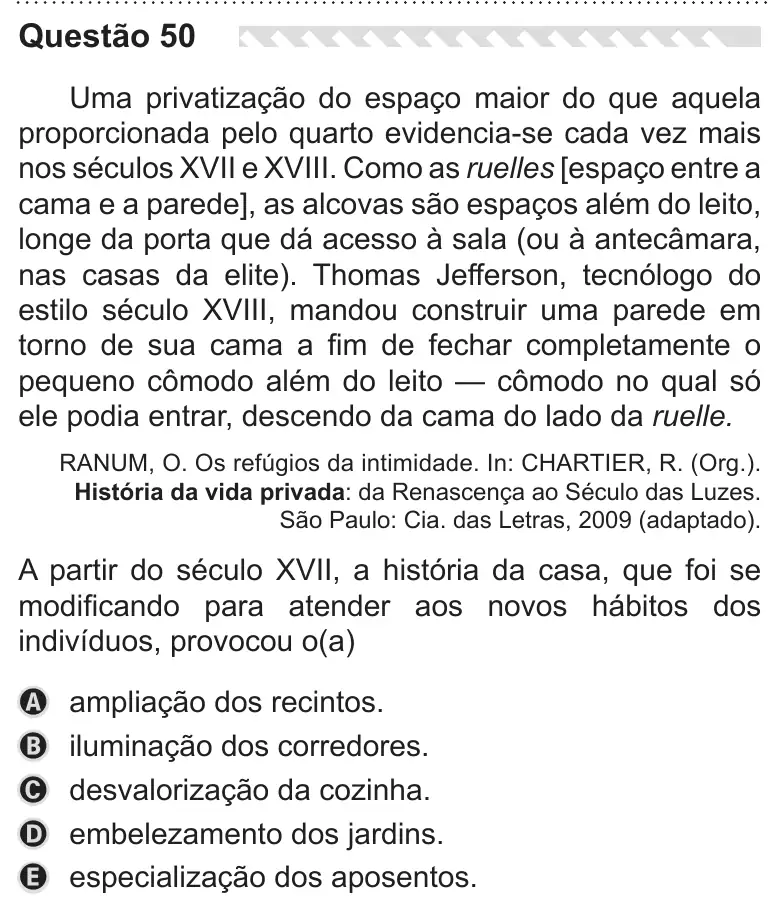 Questão 50
Uma privatização do espaço maior do que aquela
proporcionada pelo quarto evidencia-se cada vez mais
nos séculos XVII e XVIII. Como as ruelles [espaço entre a
cama e a parede], as alcovas são espaços além do leito,
longe da porta que dá acesso à sala (ou à antecâmara,
nas casas da elite). Thomas Jefferson, tecnólogo do
estilo século XVIII, mandou construir uma parede em
torno de sua cama a fim de fechar completamente o
pequeno cômodo além do leito — cômodo no qual só
ele podia entrar, descendo da cama do lado da ruelle.
RANUM, O. Os refúgios da intimidade. In: CHARTIER, R. (Org.).
História da vida privada: da Renascença ao Século das Luzes.
São Paulo: Cia. das Letras, 2009 (adaptado).
A partir do século XVII, a história da casa, que foi se
modificando para atender aos novos hábitos dos
indivíduos, provocou o(a)
A ampliação dos recintos.
B iluminação dos corredores.
C desvalorização da cozinha.
D embelezamento dos jardins.
E especialização dos aposentos.